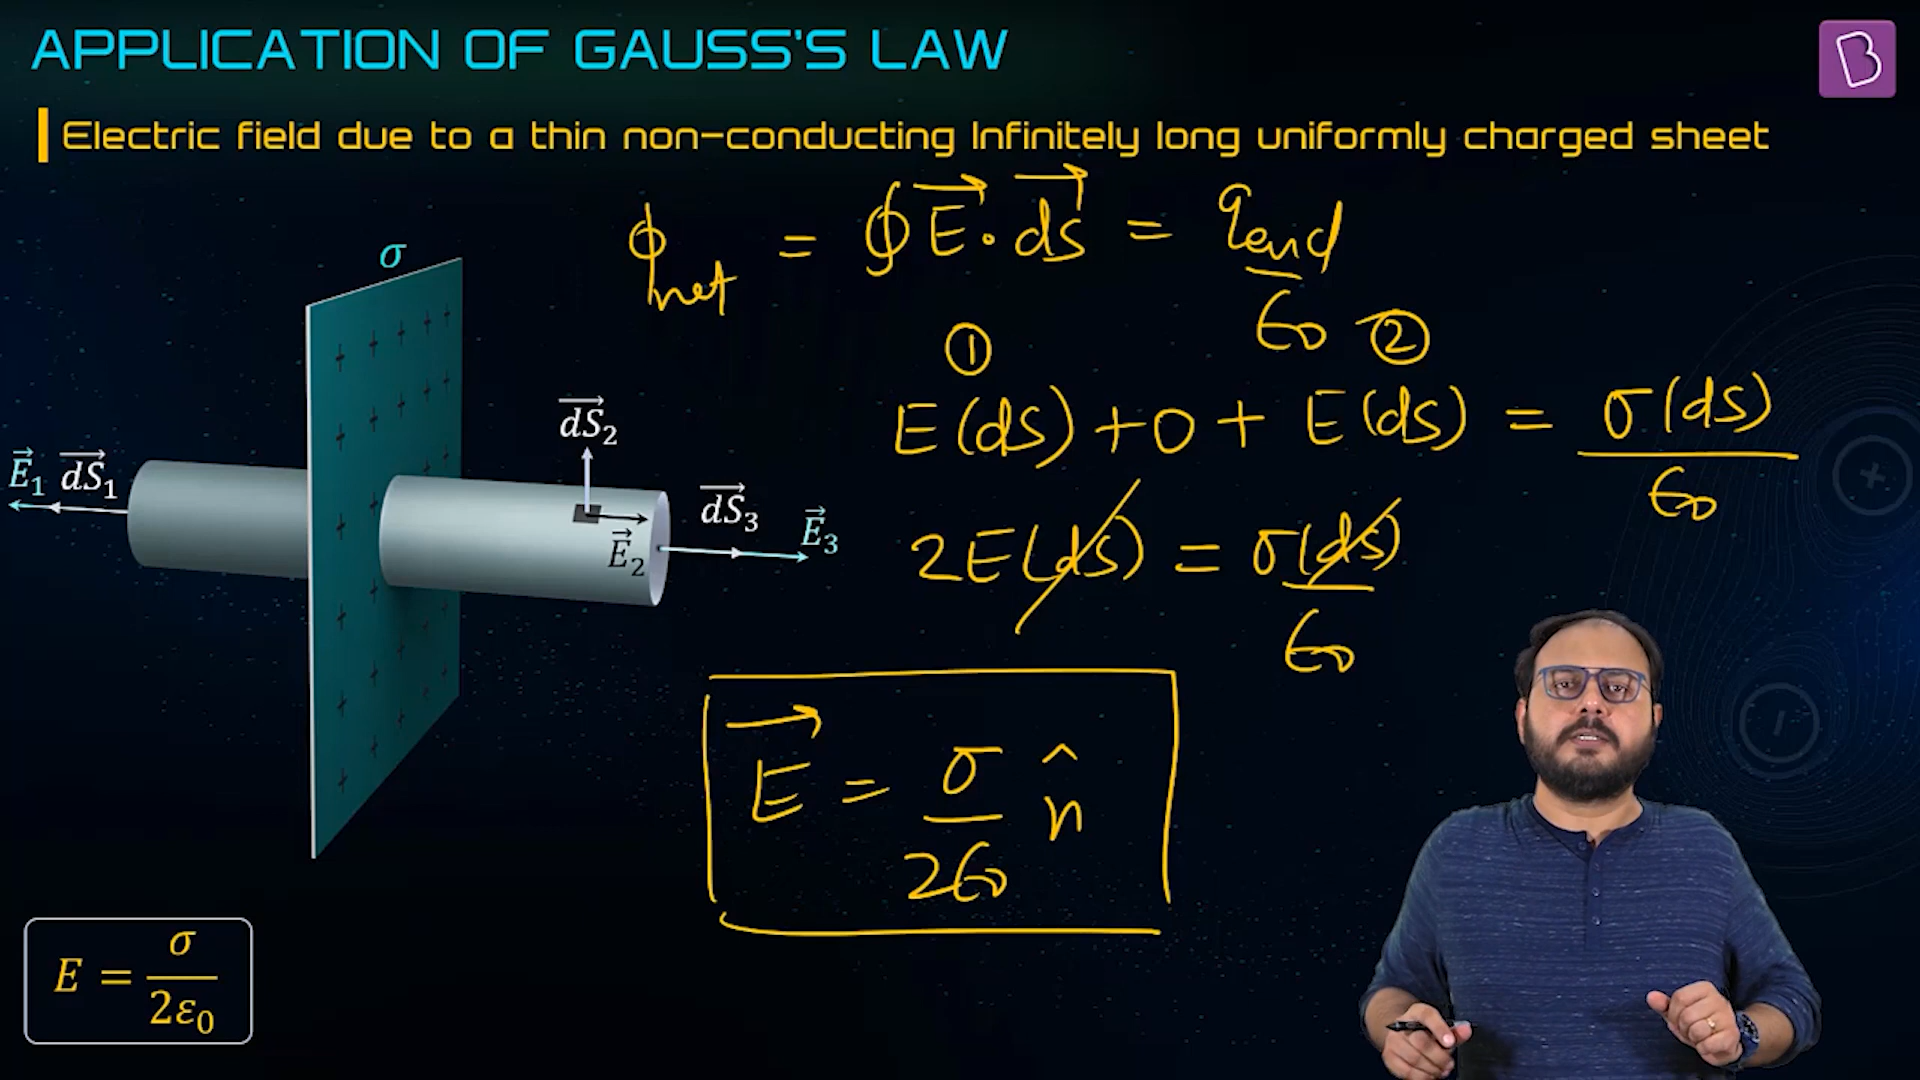 APPLICATION OF GAUSS'S LAW
B
Electric field due to a thin non-conducting Infinitely long uniformly charged sheet
ϕnet = ∮E⃗ · ds⃗ = qend/ϵ0
σ
① ②
E(ds) + 0 + E(ds) = σ(ds)/ϵ0
dS⃗₂
E⃗₁ dS⃗₁
dS⃗₃ E⃗₃
E⃗₂
2E(ds) = σ(ds)/ϵ0
E⃗ = σ/2ϵ0 n̂
E = σ/2ε₀